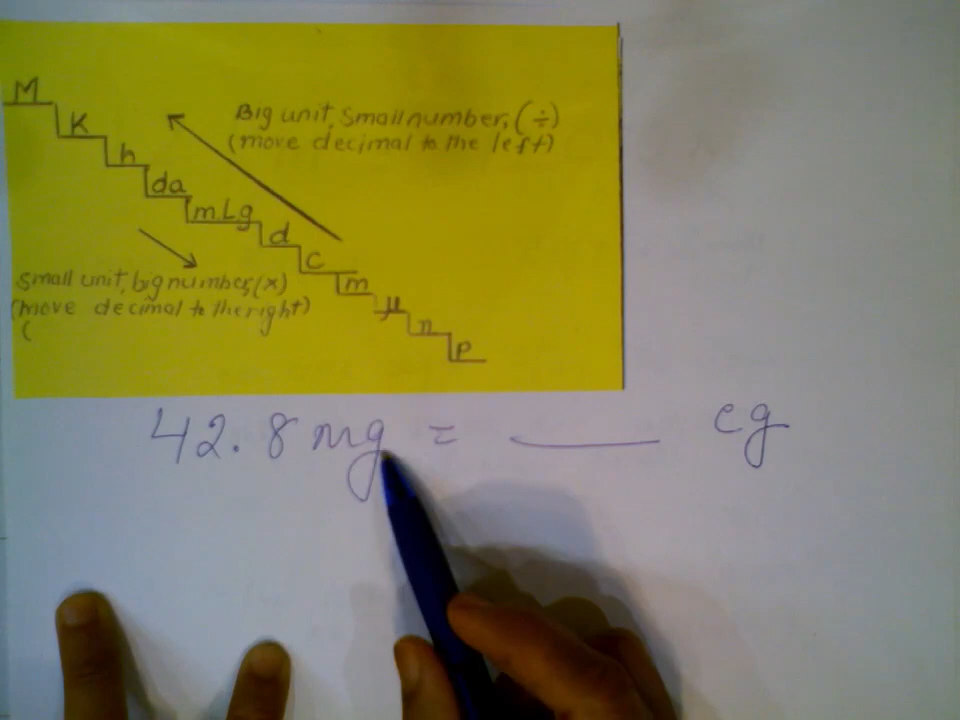 M
K
h
da
m.L.g
d
C
m
µ
n
p
Big unit, Small number, (÷)
(move decimal to the left)
Small unit, big number, (x)
(move decimal to the right)
(
42.8 mg = ____ cg